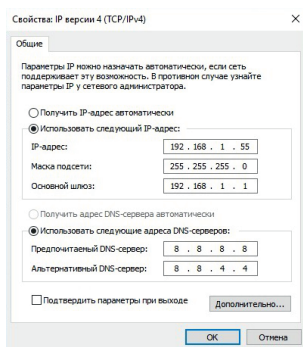 Свойства: IP версии 4 (TCP/IPv4)
Общие
Параметры IP можно назначать автоматически, если сеть
поддерживает эту возможность. В противном случае узнайте
параметры IP у сетевого администратора.
Получить IP-адрес автоматически
Использовать следующий IP-адрес:
IP-адрес: 192 . 168 . 1 . 55
Маска подсети: 255 . 255 . 255 . 0
Основной шлюз: 192 . 168 . 1 . 1
Получить адрес DNS-сервера автоматически
Использовать следующие адреса DNS-серверов:
Предпочитаемый DNS-сервер: 8 . 8 . 8 . 8
Альтернативный DNS-сервер: 8 . 8 . 4 . 4
Подтвердить параметры при выходе
Дополнительно...
ОК Отмена